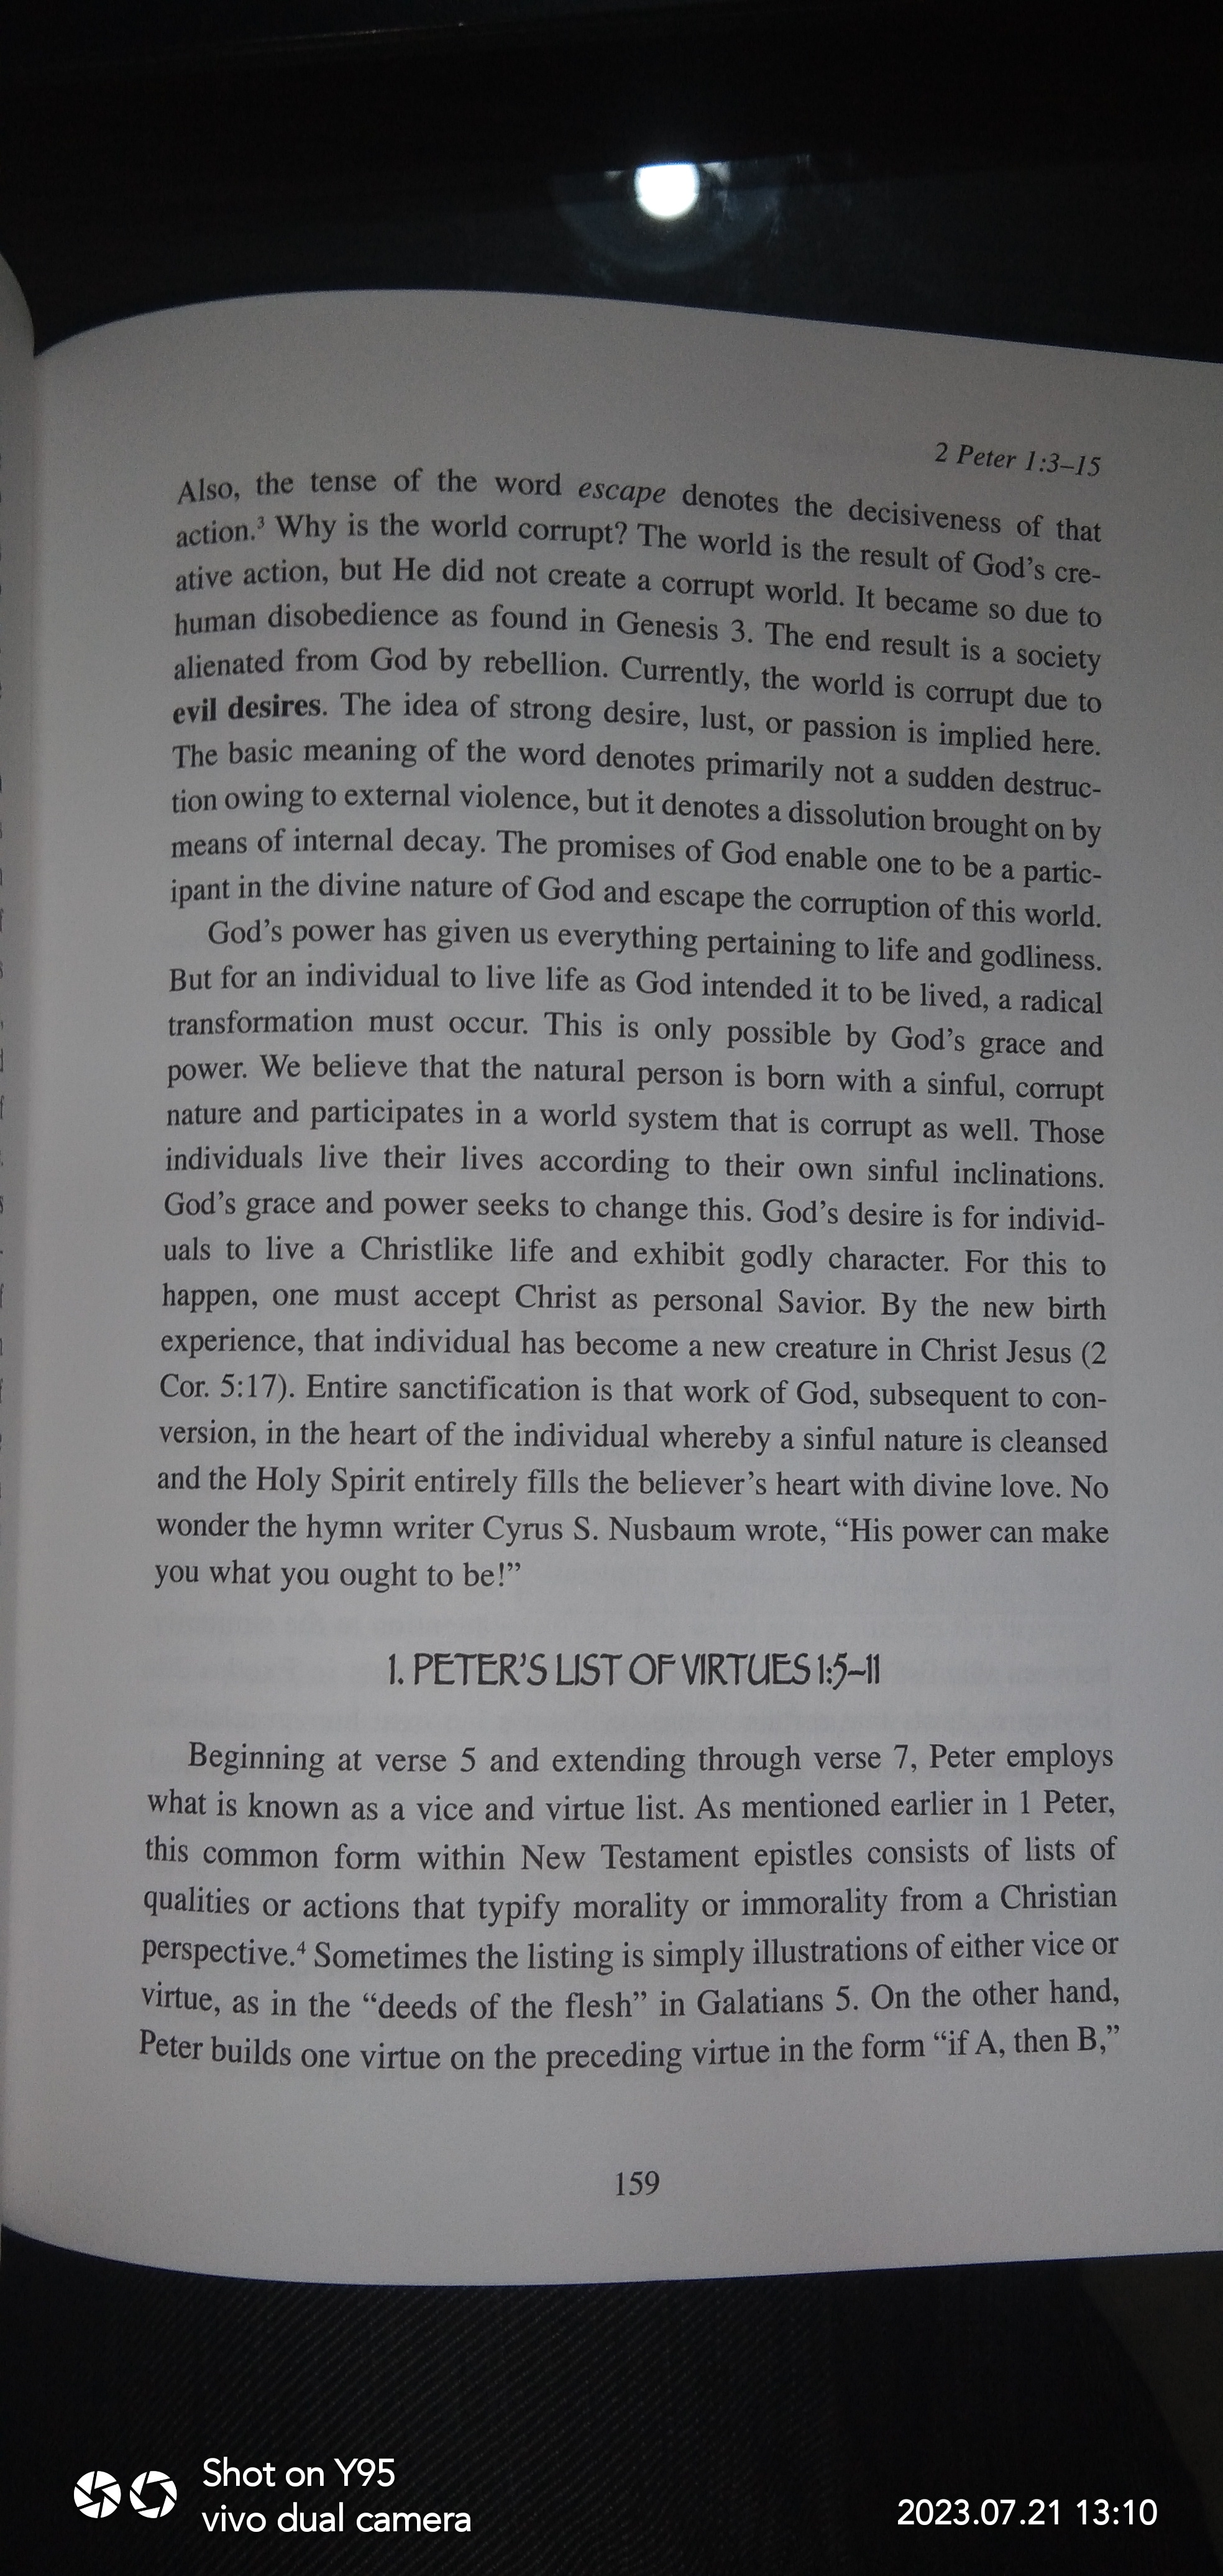 2 Peter 1:3–15
Also, the tense of the word escape denotes the decisiveness of that
action.³ Why is the world corrupt? The world is the result of God's cre-
ative action, but He did not create a corrupt world. It became so due to
human disobedience as found in Genesis 3. The end result is a society
alienated from God by rebellion. Currently, the world is corrupt due to
evil desires. The idea of strong desire, lust, or passion is implied here.
The basic meaning of the word denotes primarily not a sudden destruc-
tion owing to external violence, but it denotes a dissolution brought on by
means of internal decay. The promises of God enable one to be a partic-
ipant in the divine nature of God and escape the corruption of this world.
God's power has given us everything pertaining to life and godliness.
But for an individual to live life as God intended it to be lived, a radical
transformation must occur. This is only possible by God's grace and
power. We believe that the natural person is born with a sinful, corrupt
nature and participates in a world system that is corrupt as well. Those
individuals live their lives according to their own sinful inclinations.
God's grace and power seeks to change this. God's desire is for individ-
uals to live a Christlike life and exhibit godly character. For this to
happen, one must accept Christ as personal Savior. By the new birth
experience, that individual has become a new creature in Christ Jesus (2
Cor. 5:17). Entire sanctification is that work of God, subsequent to con-
version, in the heart of the individual whereby a sinful nature is cleansed
and the Holy Spirit entirely fills the believer's heart with divine love. No
wonder the hymn writer Cyrus S. Nusbaum wrote, “His power can make
you what you ought to be!”
1. PETER'S LIST OF VIRTUES 1:5–11
Beginning at verse 5 and extending through verse 7, Peter employs
what is known as a vice and virtue list. As mentioned earlier in 1 Peter,
this common form within New Testament epistles consists of lists of
qualities or actions that typify morality or immorality from a Christian
perspective.⁴ Sometimes the listing is simply illustrations of either vice or
virtue, as in the “deeds of the flesh” in Galatians 5. On the other hand,
Peter builds one virtue on the preceding virtue in the form “if A, then B,”
159
Shot on Y95
vivo dual camera
2023.07.21 13:10